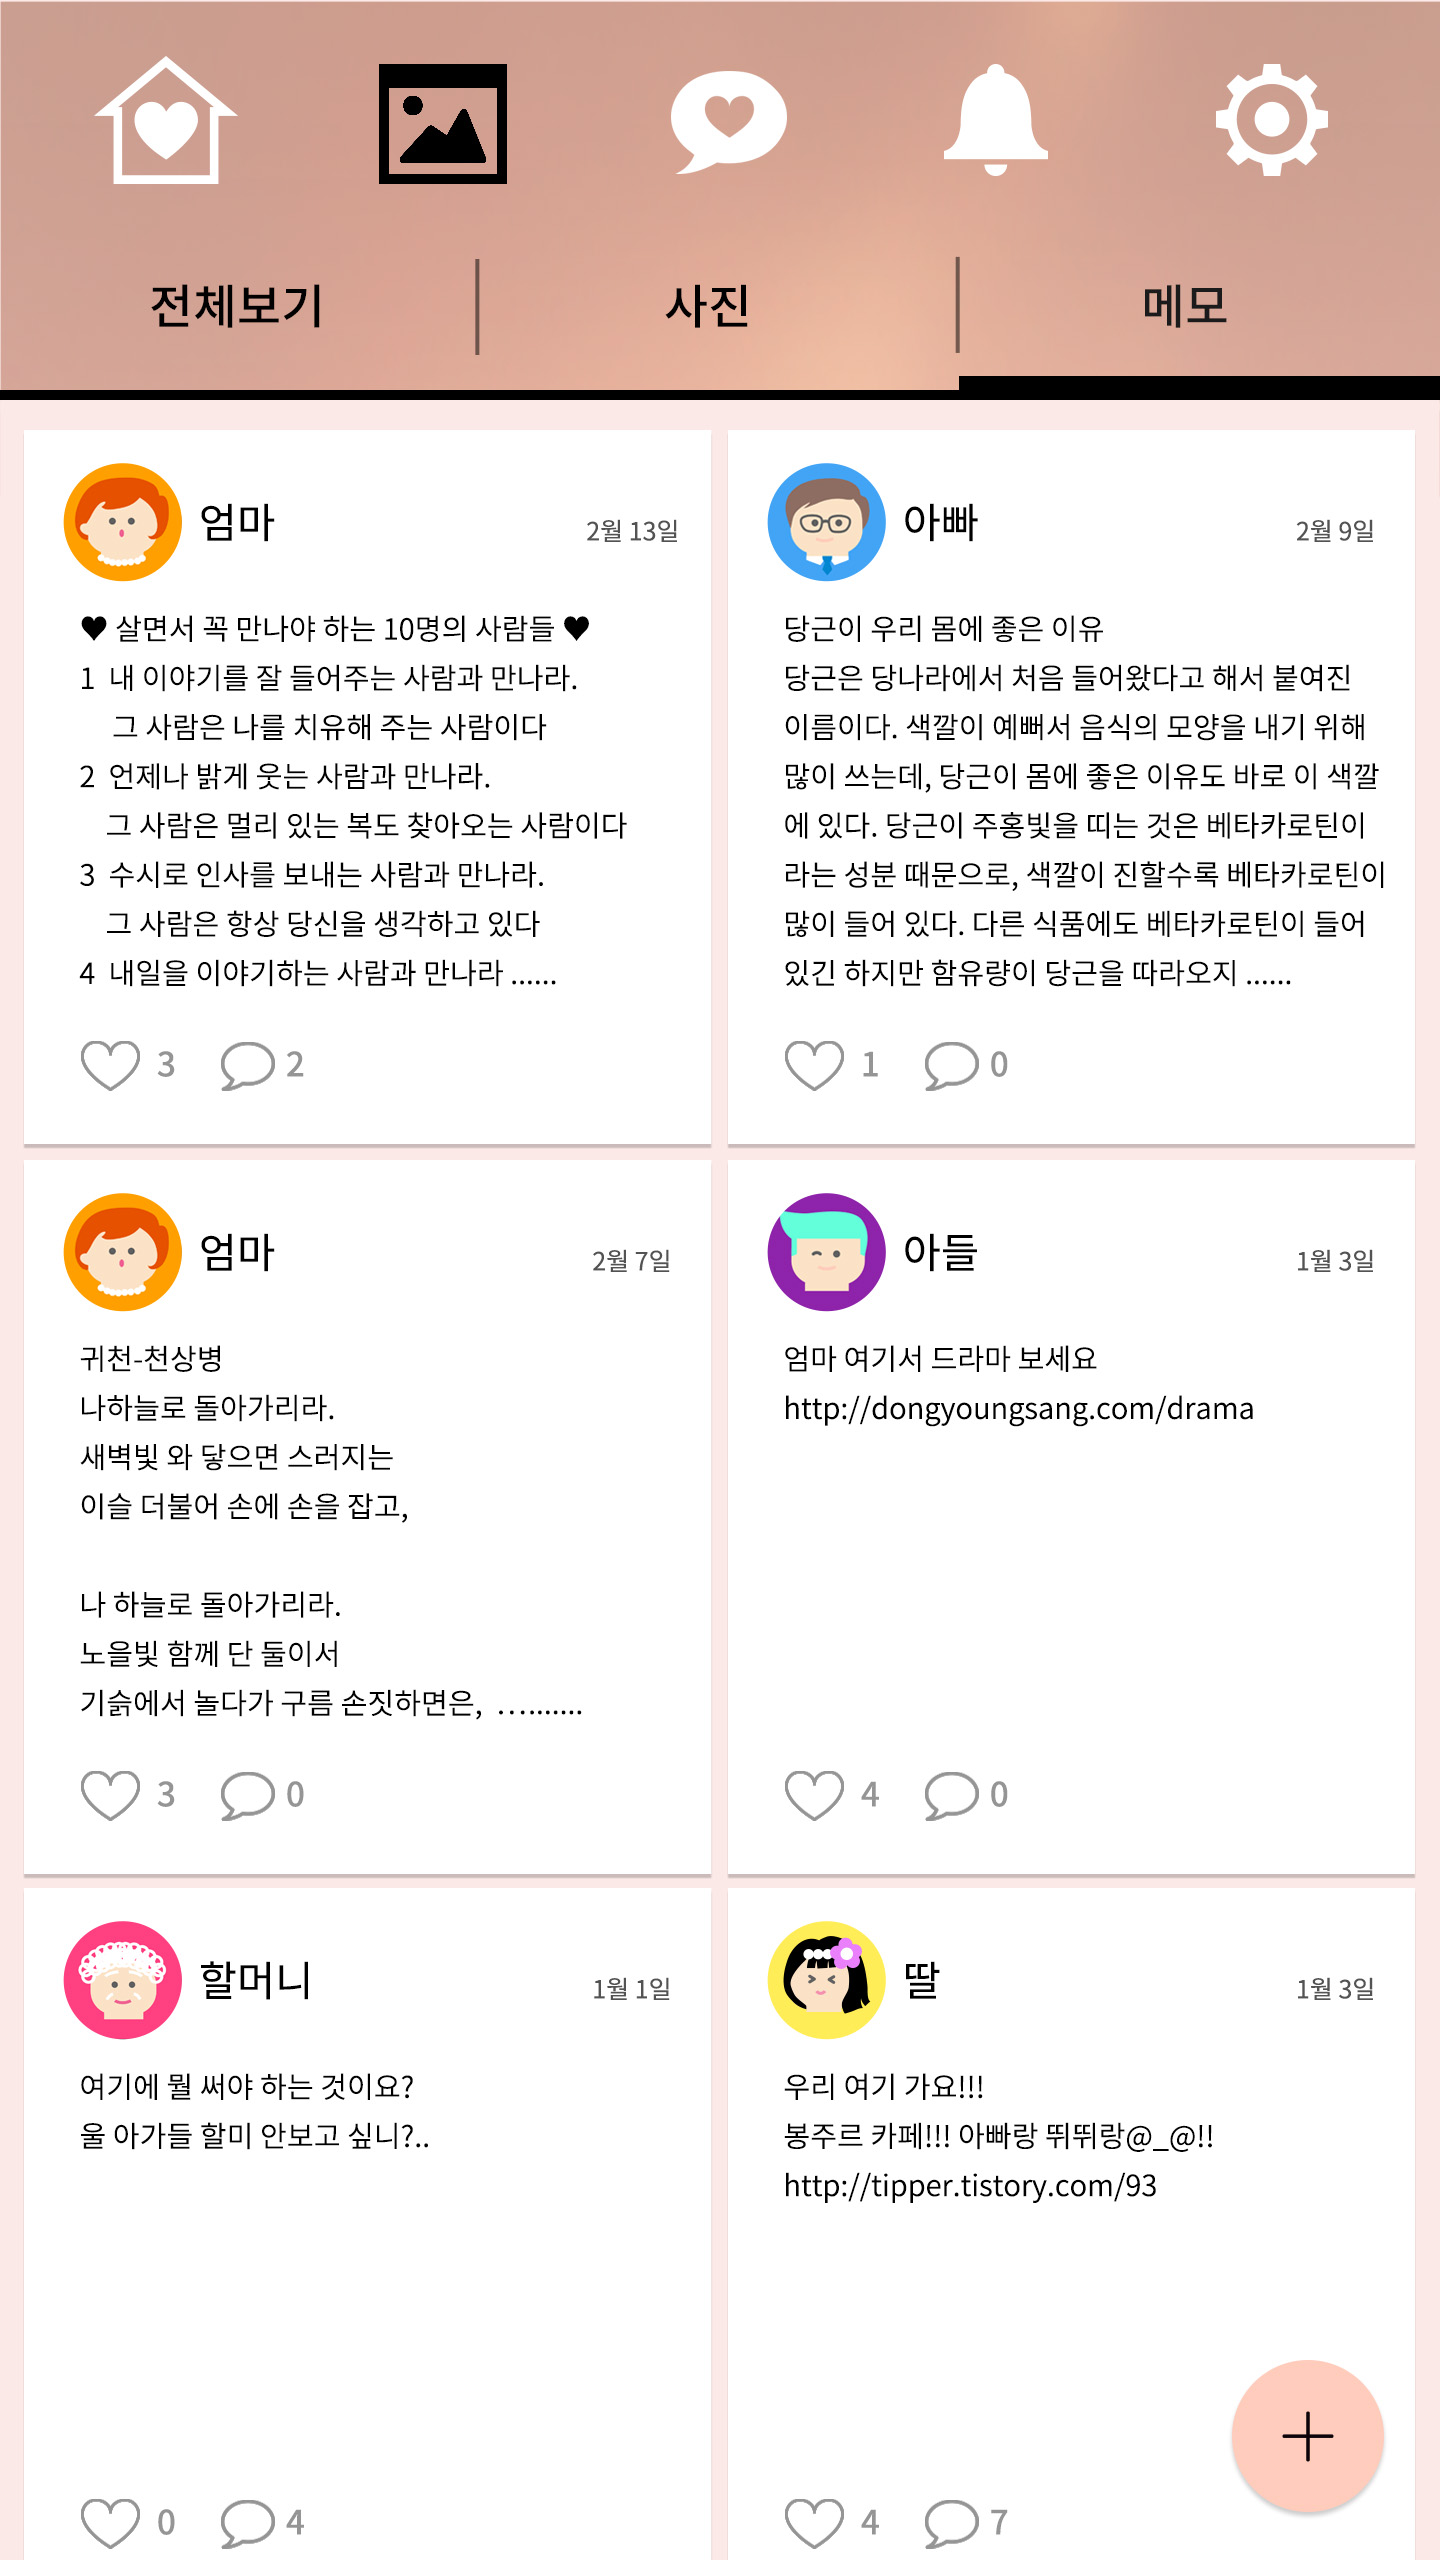 전체보기
사진
메모
엄마
2월 13일
♥ 살면서 꼭 만나야 하는 10명의 사람들 ♥
1 내 이야기를 잘 들어주는 사람과 만나라.
그 사람은 나를 치유해 주는 사람이다
2 언제나 밝게 웃는 사람과 만나라.
그 사람은 멀리 있는 복도 찾아오는 사람이다
3 수시로 인사를 보내는 사람과 만나라.
그 사람은 항상 당신을 생각하고 있다
4 내일을 이야기하는 사람과 만나라 ......
3
2
아빠
2월 9일
당근이 우리 몸에 좋은 이유
당근은 당나라에서 처음 들어왔다고 해서 붙여진
이름이다. 색깔이 예뻐서 음식의 모양을 내기 위해
많이 쓰는데, 당근이 몸에 좋은 이유도 바로 이 색깔
에 있다. 당근이 주홍빛을 띠는 것은 베타카로틴이
라는 성분 때문으로, 색깔이 진할수록 베타카로틴이
많이 들어 있다. 다른 식품에도 베타카로틴이 들어
있긴 하지만 함유량이 당근을 따라오지 ......
1
0
엄마
2월 7일
귀천-천상병
나하늘로 돌아가리라.
새벽빛 와 닿으면 스러지는
이슬 더불어 손에 손을 잡고,
나 하늘로 돌아가리라.
노을빛 함께 단 둘이서
기슭에서 놀다가 구름 손짓하면은, ….......
3
0
아들
1월 3일
엄마 여기서 드라마 보세요
http://dongyoungsang.com/drama
4
0
할머니
1월 1일
여기에 뭘 써야 하는 것이요?
울 아가들 할미 안보고 싶니?..
0
4
딸
1월 3일
우리 여기 가요!!!
봉주르 카페!!! 아빠랑 뛰뛰랑@_@!!
http://tipper.tistory.com/93
4
7